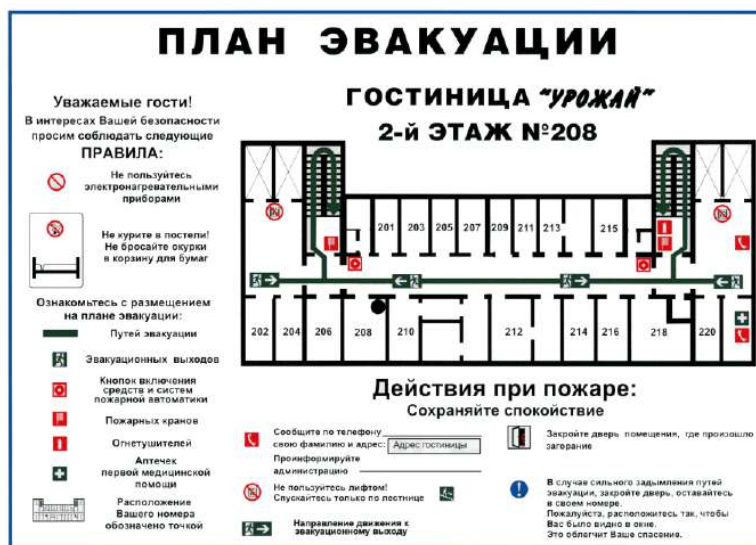 ПЛАН ЭВАКУАЦИИ
ГОСТИНИЦА "УРОЖАЙ"
2-й ЭТАЖ №208
Уважаемые гости!
В интересах Вашей безопасности
просим соблюдать следующие
ПРАВИЛА:
Не пользуйтесь
электронагревательными
приборами
Не курите в постели!
Не бросайте окурки
в корзину для бумаг
Ознакомьтесь с размещением
на плане эвакуации:
Путей эвакуации
Эвакуационных выходов
Кнопок включения
средств и систем
пожарной автоматики
Пожарных кранов
Огнетушителей
Аптечек
первой медицинской
помощи
Расположение
Вашего номера
обозначено точкой
201 203 205 207 209 211 213 215
202 204 206 208 210 212 214 216 218 220
Действия при пожаре:
Сохраняйте спокойствие
Сообщите по телефону
свою фамилию и адрес: Адрес гостиницы
Проинформируйте
администрацию
Не пользуйтесь лифтом!
Спускайтесь только по лестнице
Направление движения к
эвакуационному выходу
Закройте дверь помещения, где произошло
загорание
В случае сильного задымления путей
эвакуации, закройте дверь, оставайтесь
в своем номере.
Пожалуйста, расположитесь так, чтобы
Вас было видно в окне.
Это облегчит Ваше спасение.